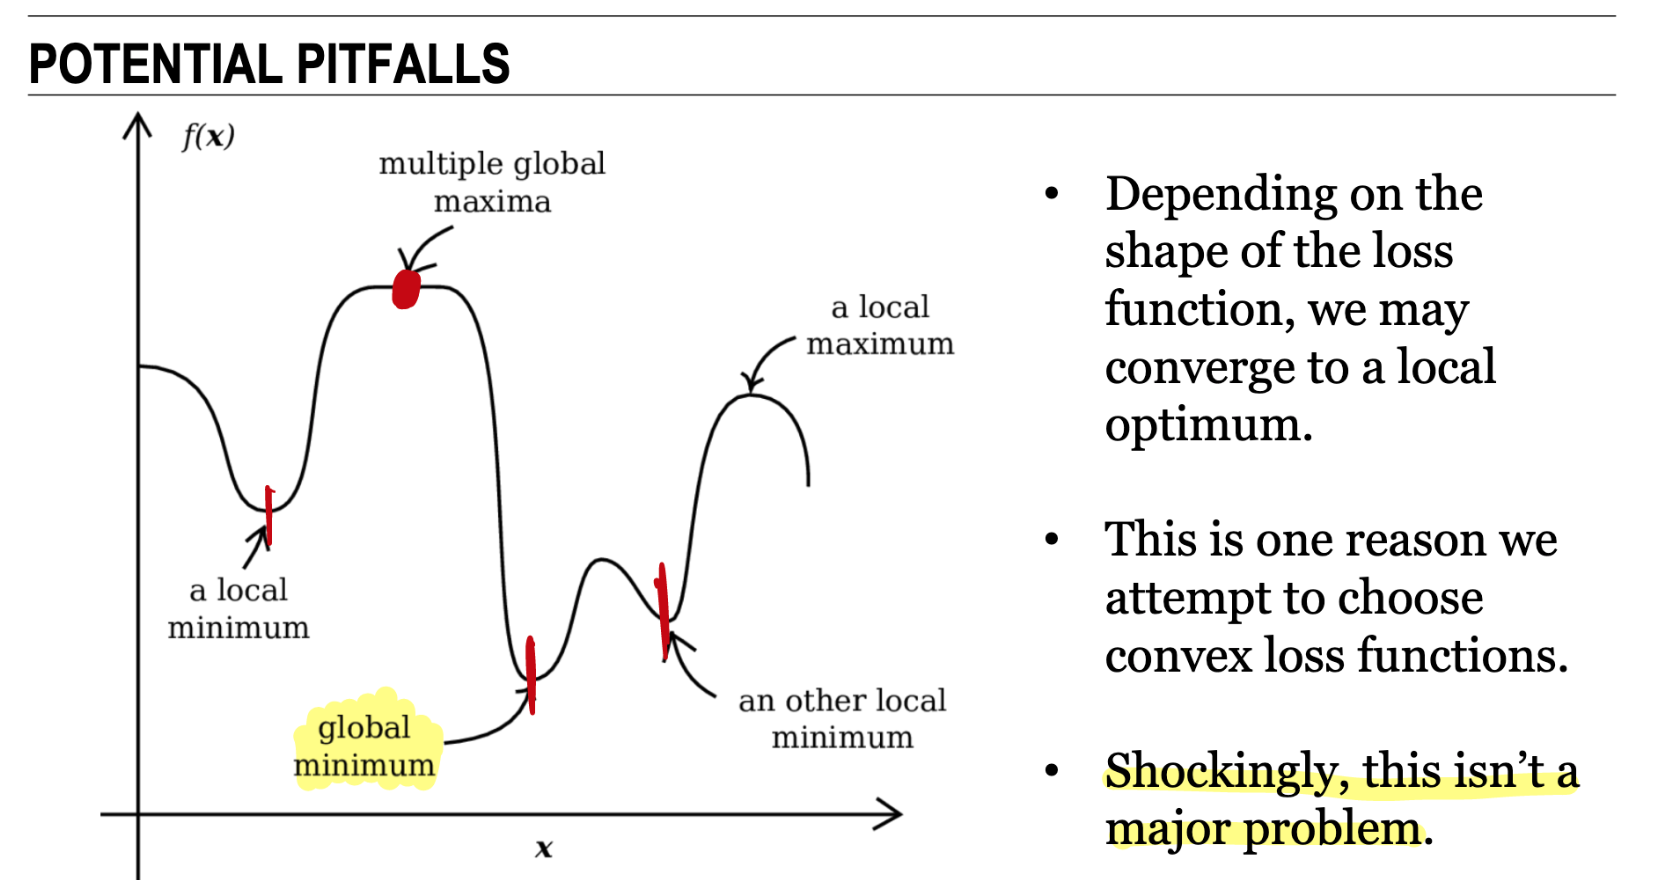 POTENTIAL PITFALLS
f(x)
multiple global
maxima
a local
maximum
a local
minimum
global
minimum
an other local
minimum
x
• Depending on the
shape of the loss
function, we may
converge to a local
optimum.
• This is one reason we
attempt to choose
convex loss functions.
• Shockingly, this isn’t a
major problem.